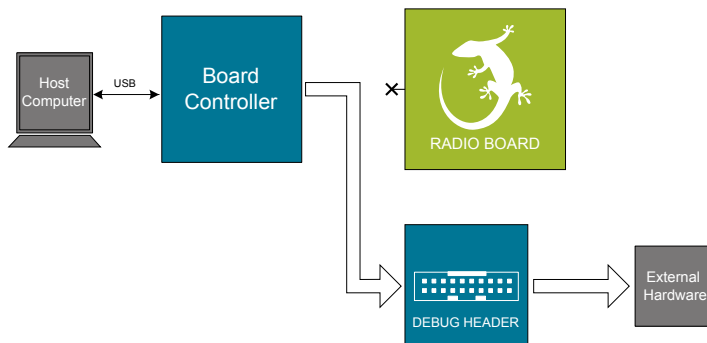 Host
Computer
USB
Board
Controller
RADIO BOARD
DEBUG HEADER
External
Hardware